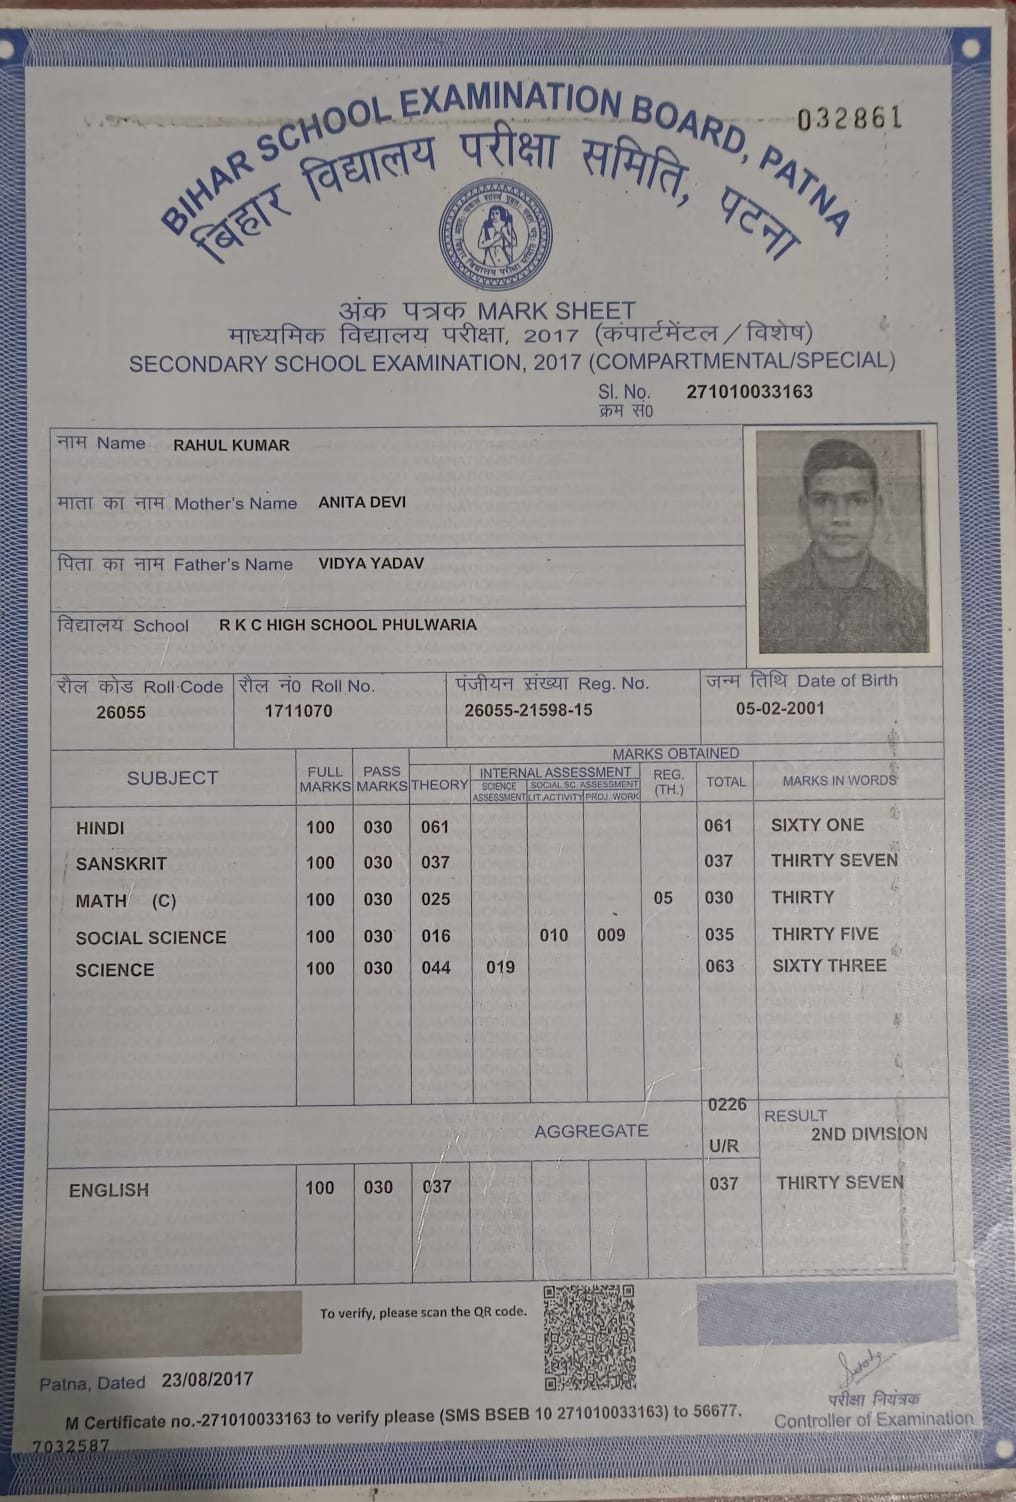 032861
BIHAR SCHOOL EXAMINATION BOARD, PATNA
बिहार विद्यालय परीक्षा समिति, पटना
अंक पत्रक MARK SHEET
माध्यमिक विद्यालय परीक्षा, 2017 (कंपार्टमेंटल / विशेष)
SECONDARY SCHOOL EXAMINATION, 2017 (COMPARTMENTAL/SPECIAL)
Sl. No. 271010033163
क्रम सं0
नाम Name RAHUL KUMAR
माता का नाम Mother's Name ANITA DEVI
पिता का नाम Father's Name VIDYA YADAV
विद्यालय School R K C HIGH SCHOOL PHULWARIA
रौल कोड Roll Code रौल नं0 Roll No. पंजीयन संख्या Reg. No. जन्म तिथि Date of Birth
26055 1711070 26055-21598-15 05-02-2001
MARKS OBTAINED
SUBJECT FULL MARKS PASS MARKS THEORY INTERNAL ASSESSMENT REG. (TH.) TOTAL MARKS IN WORDS
SCIENCE ASSESSMENT SOCIAL SC. ASSESSMENT
LIT.ACTIVITY PROJ. WORK
HINDI 100 030 061 061 SIXTY ONE
SANSKRIT 100 030 037 037 THIRTY SEVEN
MATH (C) 100 030 025 05 030 THIRTY
SOCIAL SCIENCE 100 030 016 010 009 035 THIRTY FIVE
SCIENCE 100 030 044 019 063 SIXTY THREE
0226 RESULT
AGGREGATE 2ND DIVISION
U/R
ENGLISH 100 030 037 037 THIRTY SEVEN
To verify, please scan the QR code.
Patna, Dated 23/08/2017
परीक्षा नियंत्रक
Controller of Examination
M Certificate no.-271010033163 to verify please (SMS BSEB 10 271010033163) to 56677.
7032587